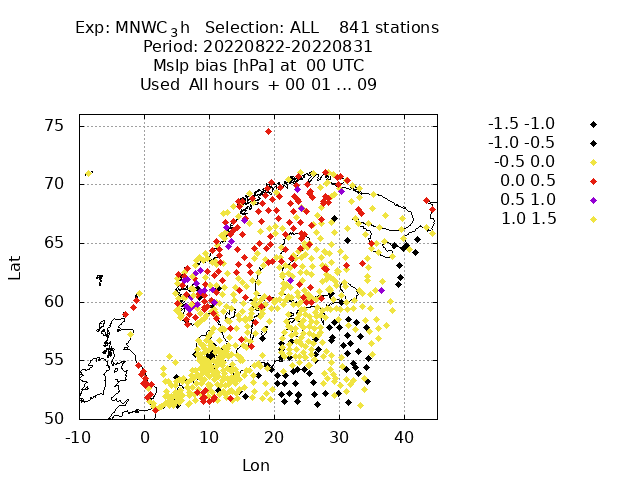 Exp: MNWC_3h   Selection: ALL    841 stations
Period: 20220822-20220831
Mslp bias [hPa] at  00 UTC
Used  All hours  + 00 01 ... 09
-1.5 -1.0
-1.0 -0.5
-0.5 0.0
0.0 0.5
0.5 1.0
1.0 1.5
75
70
65
60
55
50
Lat
-10 0 10 20 30 40
Lon